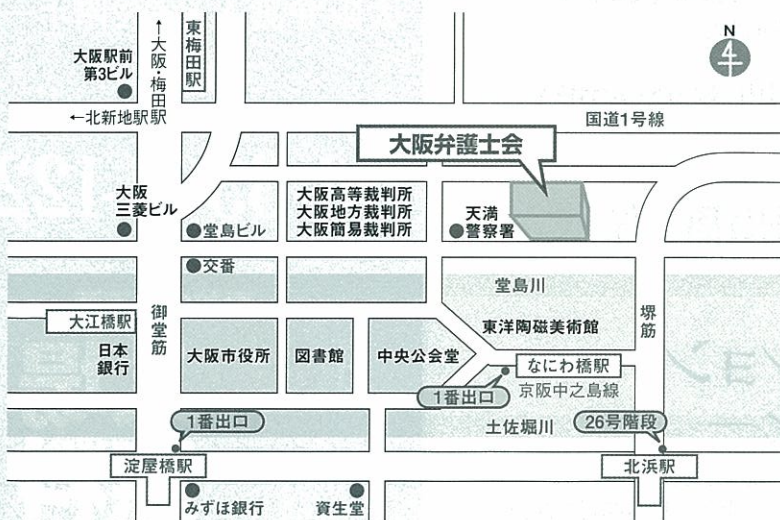 N
↑大阪・梅田駅
東梅田駅
大阪駅前
第3ビル
←北新地駅
国道1号線
大阪弁護士会
大阪
三菱ビル
大阪高等裁判所
大阪地方裁判所
大阪簡易裁判所
天満
警察署
堂島ビル
交番
堂島川
大江橋駅
御堂筋
堺筋
東洋陶磁美術館
日本
銀行
大阪市役所
図書館
中央公会堂
なにわ橋駅
京阪中之島線
1番出口
1番出口
土佐堀川
26号階段
淀屋橋駅
北浜駅
みずほ銀行
資生堂